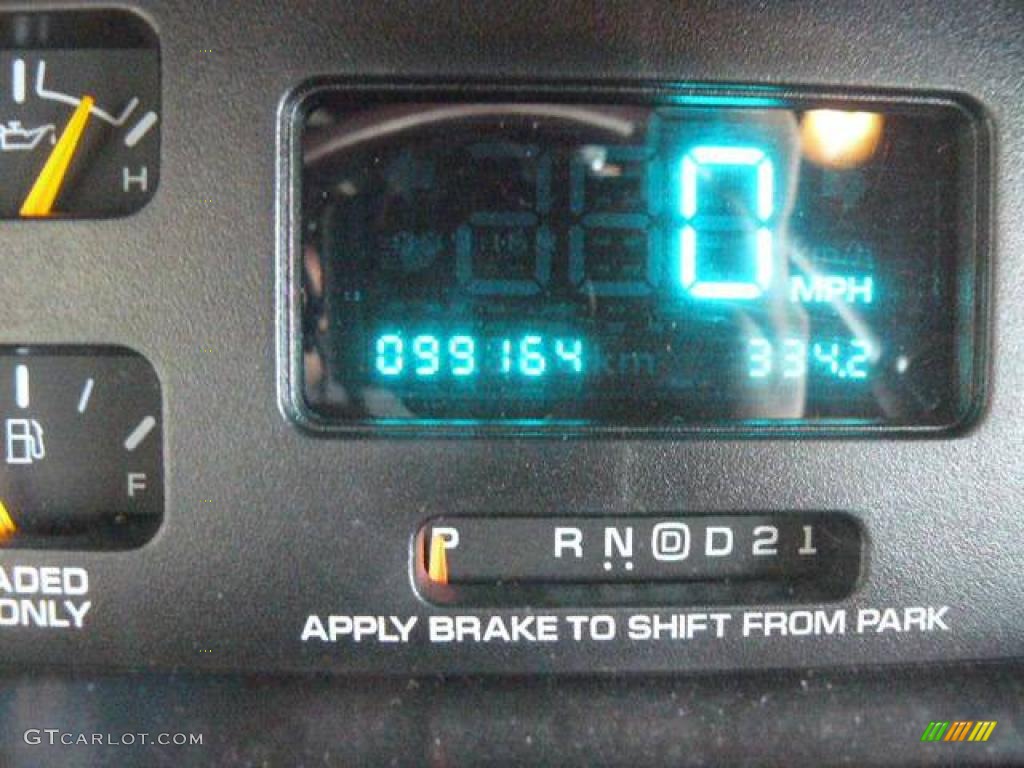 H
0
MPH
099164 km 334.2
F
P R N D D 2 1
ADED
ONLY
APPLY BRAKE TO SHIFT FROM PARK
GTCARLOT.COM